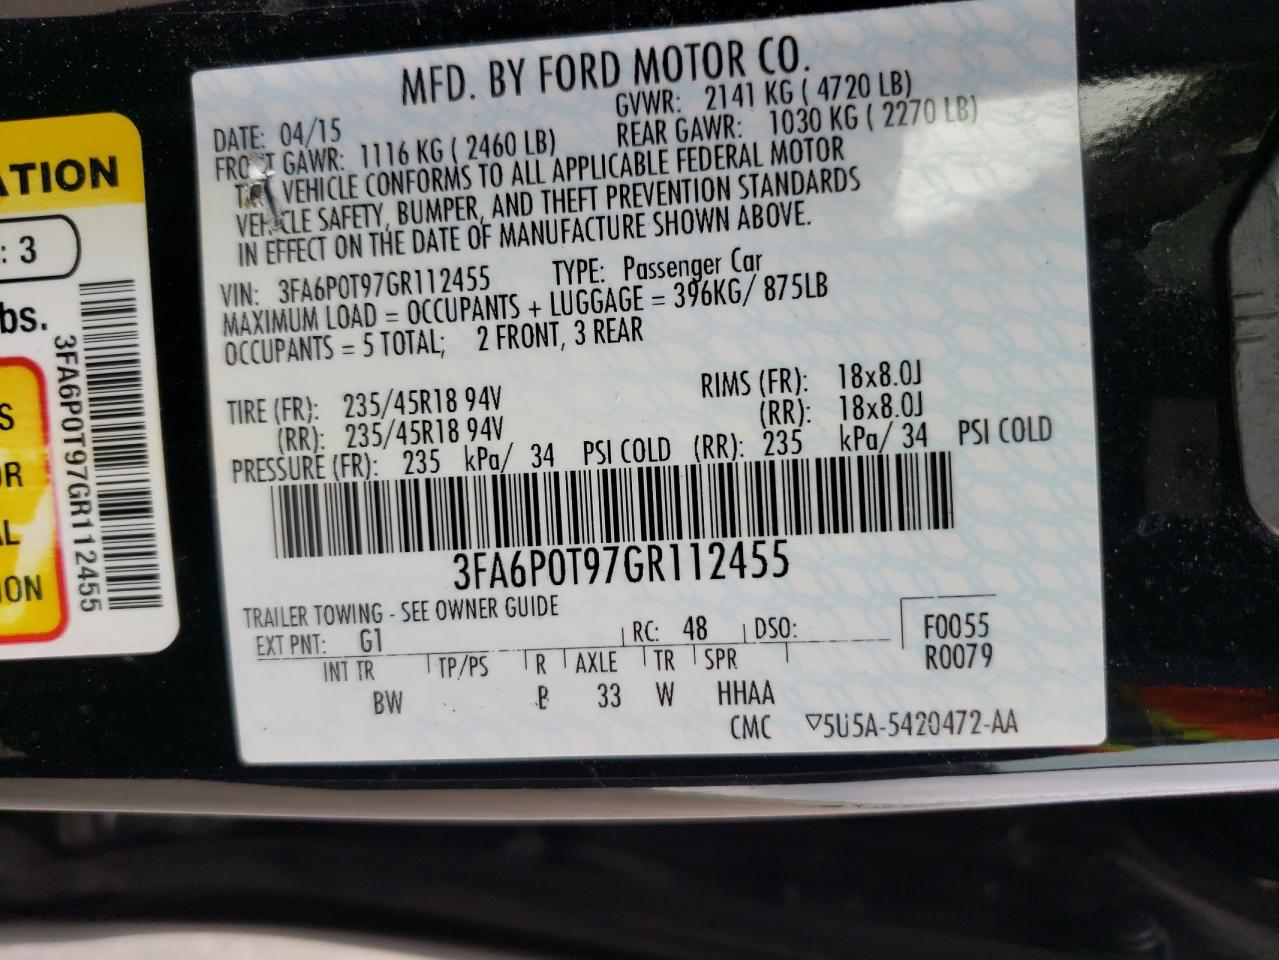 MFD. BY FORD MOTOR CO.
DATE: 04/15 GVWR: 2141 KG ( 4720 LB)
FRONT GAWR: 1116 KG ( 2460 LB) REAR GAWR: 1030 KG ( 2270 LB)
VEHICLE CONFORMS TO ALL APPLICABLE FEDERAL MOTOR
VEHICLE SAFETY, BUMPER, AND THEFT PREVENTION STANDARDS
IN EFFECT ON THE DATE OF MANUFACTURE SHOWN ABOVE.
VIN: 3FA6P0T97GR112455 TYPE: Passenger Car
MAXIMUM LOAD = OCCUPANTS + LUGGAGE = 396KG/ 875LB
OCCUPANTS = 5 TOTAL; 2 FRONT, 3 REAR
TIRE (FR): 235/45R18 94V RIMS (FR): 18x8.0J
(RR): 235/45R18 94V (RR): 18x8.0J
PRESSURE (FR): 235 kPa/ 34 PSI COLD (RR): 235 kPa/ 34 PSI COLD
3FA6P0T97GR112455
TRAILER TOWING - SEE OWNER GUIDE
EXT PNT: G1 RC: 48 DSO: F0055
INT TR TP/PS R AXLE TR SPR R0079
BW B 33 W HHAA
CMC ▽5U5A-5420472-AA
ATION
: 3
bs.
S
OR
AL
ION
3FA6P0T97GR112455